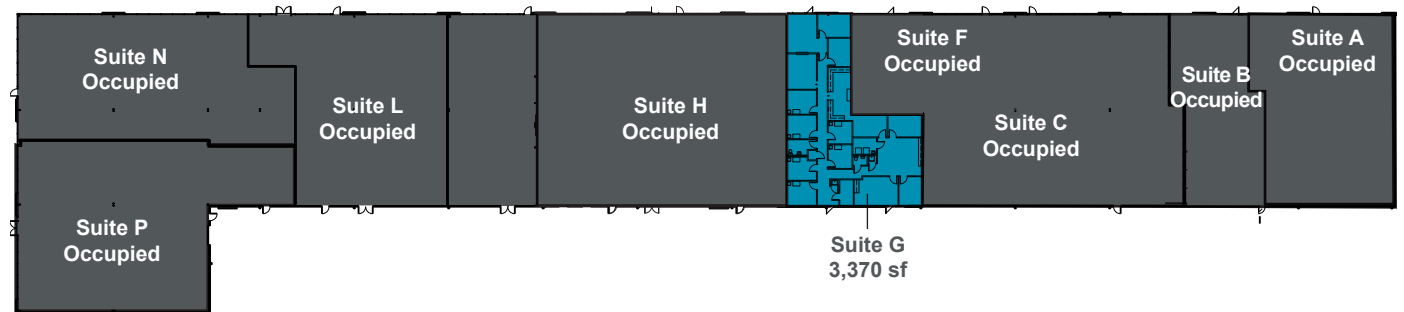 Suite N
Occupied
Suite L
Occupied
Suite H
Occupied
Suite F
Occupied
Suite C
Occupied
Suite B
Occupied
Suite A
Occupied
Suite P
Occupied
Suite G
3,370 sf